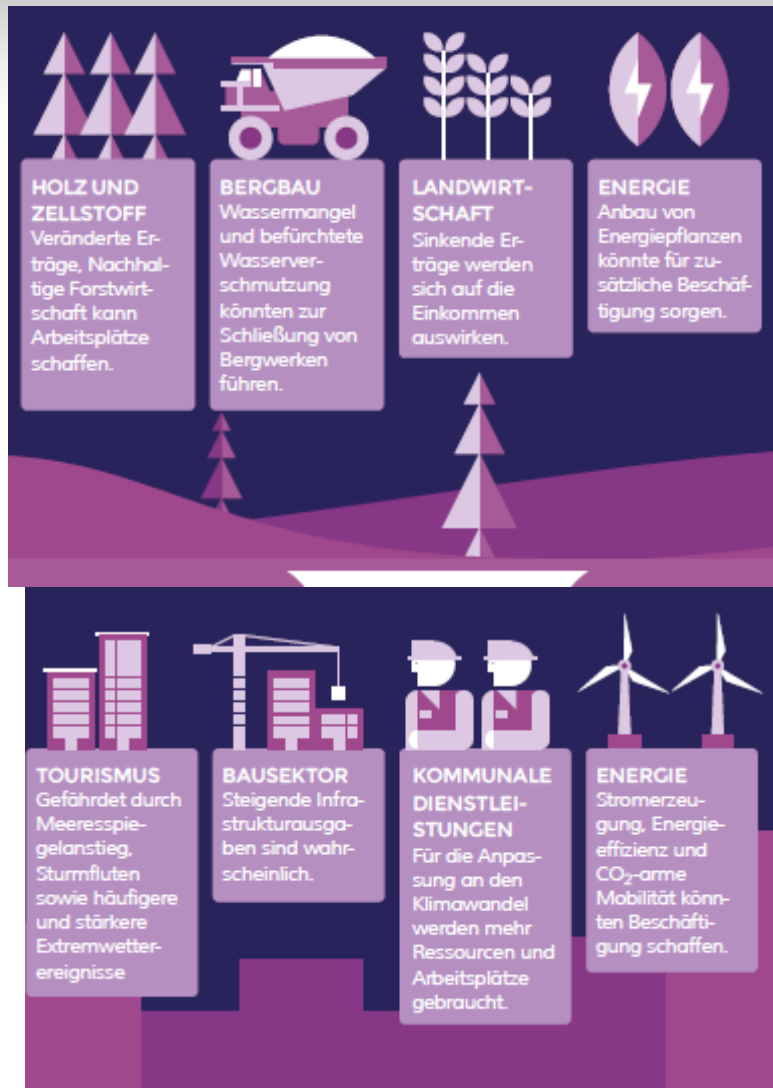 HOLZ UND
ZELLSTOFF
Veränderte Er-
träge, Nachhal-
tige Forstwirt-
schaft kann
Arbeitsplätze
schaffen.
BERGBAU
Wassermangel
und befürchtete
Wasserver-
schmutzung
könnten zur
Schließung von
Bergwerken
führen.
LANDWIRT-
SCHAFT
Sinkende Er-
träge werden
sich auf die
Einkommen
auswirken.
ENERGIE
Anbau von
Energiepflanzen
könnte für zu-
sätzliche Beschäf-
tigung sorgen.
TOURISMUS
Gefährdet durch
Meeresspie-
gelanstieg,
Sturmfluten
sowie häufigere
und stärkere
Extremwetter-
ereignisse
BAUSEKTOR
Steigende Infra-
strukturausga-
ben sind wahr-
scheinlich.
KOMMUNALE
DIENSTLEI-
STUNGEN
Für die Anpas-
sung an den
Klimawandel
werden mehr
Ressourcen und
Arbeitsplätze
gebraucht.
ENERGIE
Stromerzeu-
gung, Energie-
effizienz und
CO₂-arme
Mobilität könn-
ten Beschäfti-
gung schaffen.